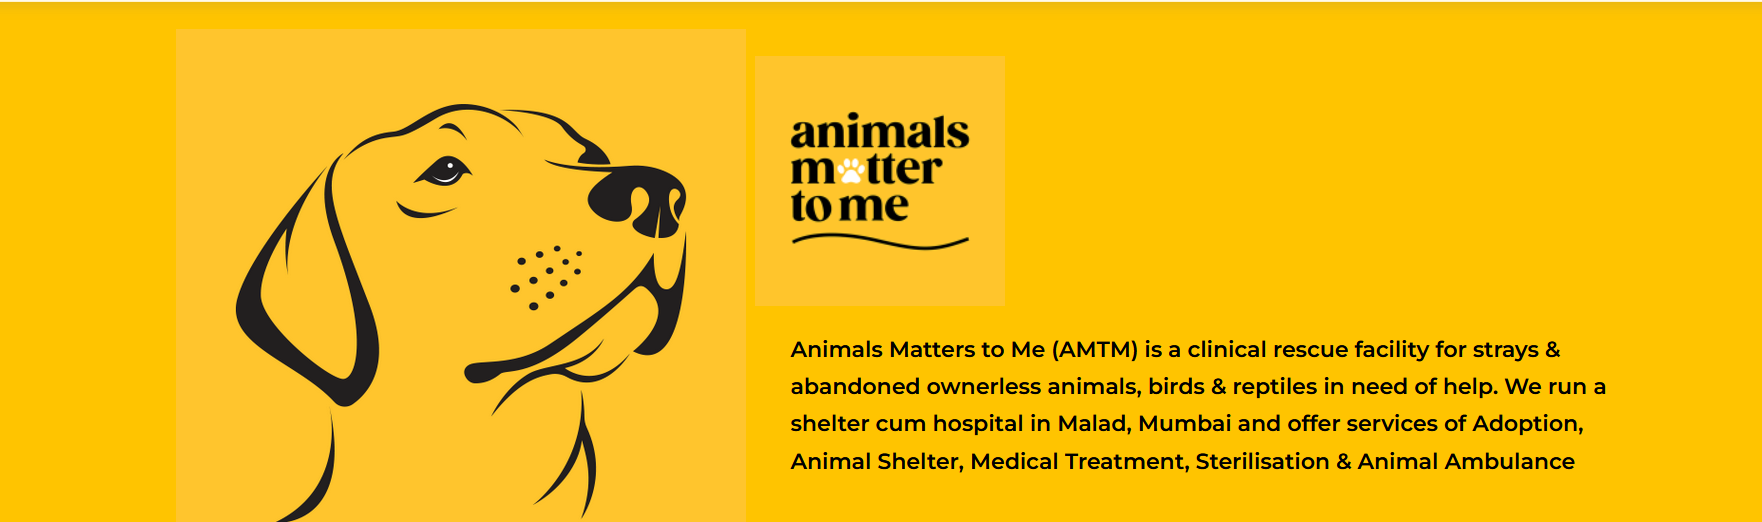 animals
matter
to me
Animals Matters to Me (AMTM) is a clinical rescue facility for strays &
abandoned ownerless animals, birds & reptiles in need of help. We run a
shelter cum hospital in Malad, Mumbai and offer services of Adoption,
Animal Shelter, Medical Treatment, Sterilisation & Animal Ambulance